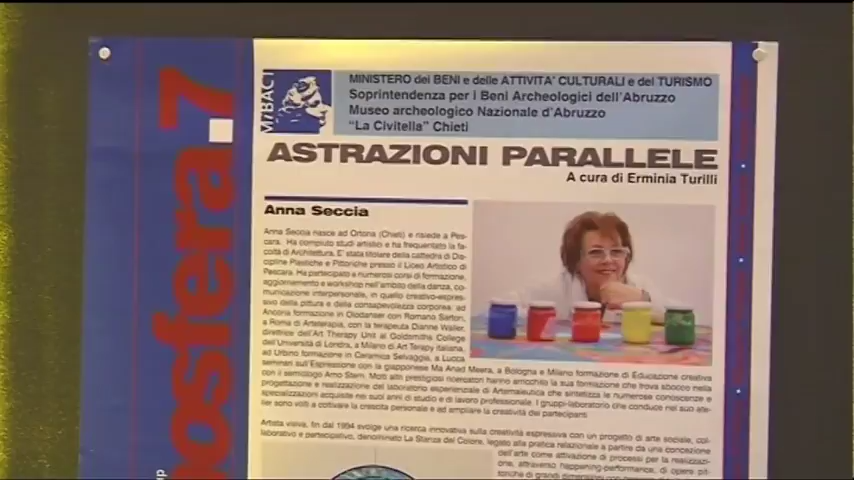 MiBACT
MINISTERO dei BENI e delle ATTIVITA' CULTURALI e del TURISMO
Soprintendenza per i Beni Archeologici dell'Abruzzo
Museo archeologico Nazionale d'Abruzzo
"La Civitella" Chieti
ASTRAZIONI PARALLELE
A cura di Erminia Turilli
Anna Seccia
Anna Seccia nasce ad Ortona (Chieti) e risiede a Pes-
cara. Ha compiuto studi artistici e ha frequentato la fa-
coltà di Architettura. E' stata titolare della cattedra di Dis-
cipline Plastiche e Pittoriche presso il Liceo Artistico di
Pescara. Ha partecipato a numerosi corsi di formazione,
aggiornamento e workshop nell'ambito della danza, co-
municazione interpersonale, in quello creativo-espres-
sivo della pittura e della consapevolezza corporea: ad
Ancona formazione in Olodanser con Romano Sartori,
a Roma di Arteterapia, con la terapeuta Dianne Waller,
direttrice dell'Art Therapy Unit al Goldsmiths College
dell'Università di Londra, a Milano di Art Terapy italiana,
ad Urbino formazione in Ceramica Selvaggia, a Lucca
seminari sull'Espressione con la giapponese Ma Anad Meera, a Bologna e Milano formazione di Educazione creativa
con il semiologo Arno Stern. Molti altri prestigiosi ricercatori hanno arricchito la sua formazione che trova sbocco nella
progettazione e realizzazione del laboratorio esperienziale di Artemaieutica che sintetizza le numerose conoscenze e
specializzazioni acquisite nei suoi anni di studio e di lavoro professionale. I gruppi-laboratorio che conduce nel suo ate-
lier sono volti a coltivare la crescita personale e ad ampliare la creatività dei partecipanti.
Artista visiva, fin dal 1994 svolge una ricerca innovativa sulla creatività espressiva con un progetto di arte sociale, col-
laborativo e partecipativo, denominato La Stanza del Colore, legato alla pratica relazionale a partire da una concezione
dell'arte come attivazione di processi per la realizzazi-
one, attraverso happening-performance, di opere pit-
toriche di grandi dimensioni
osfera.7